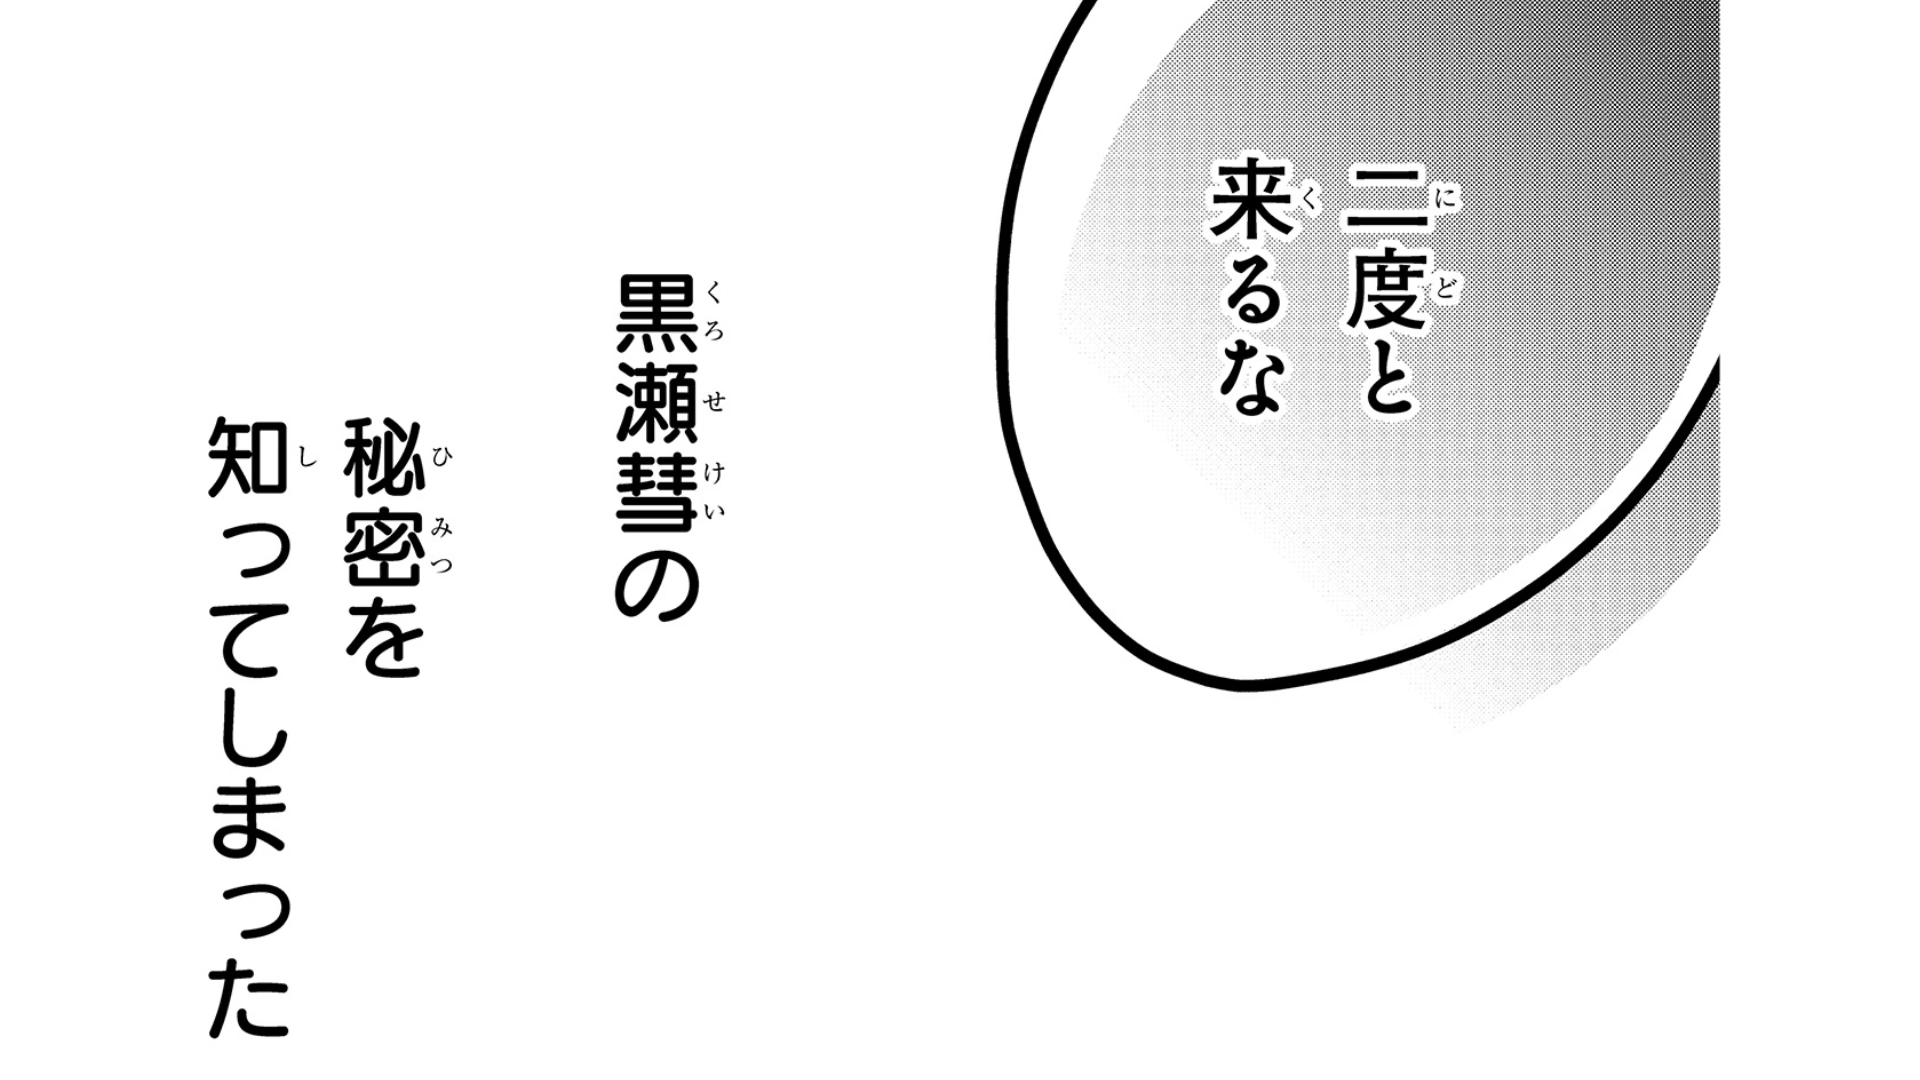 二度と
来るな
黒瀬彗の
秘密を
知ってしまった